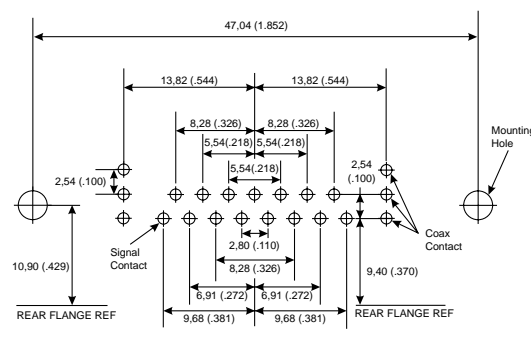 47,04 (1.852)
13,82 (.544)
13,82 (.544)
8,28 (.326)
8,28 (.326)
5,54(.218)
5,54(.218)
5,54(.218)
2,54 (.100)
2,54
(.100)
Mounting
Hole
Signal
Contact
Coax
Contact
2,80 (.110)
8,28 (.326)
10,90 (.429)
9,40 (.370)
6,91 (.272)
6,91 (.272)
REAR FLANGE REF
REAR FLANGE REF
9,68 (.381)
9,68 (.381)